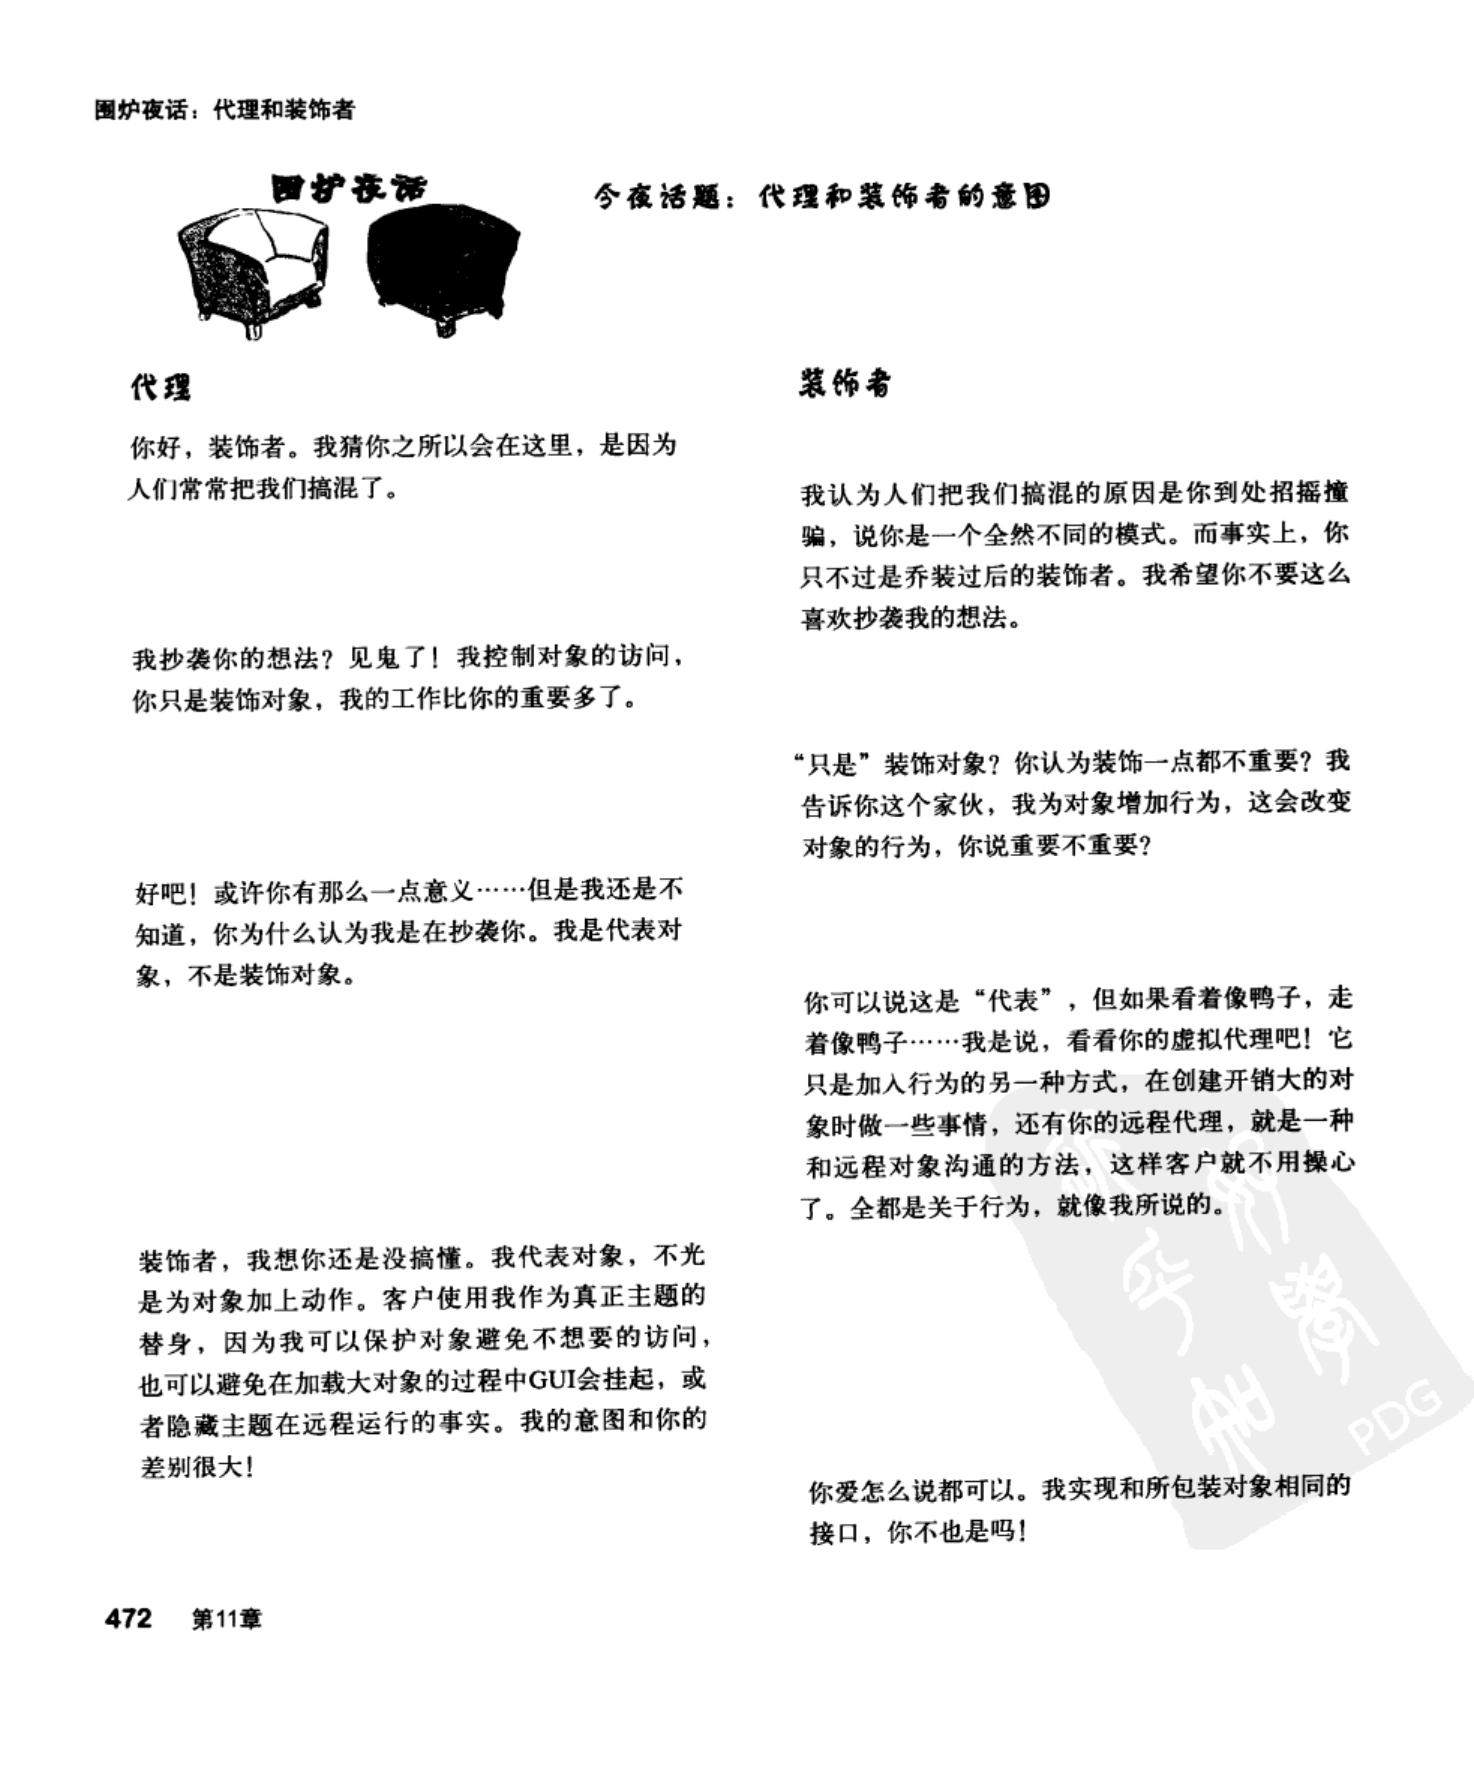 围炉夜话：代理和装饰者
围炉夜话
今夜话题：代理和装饰者的意图
代理
你好，装饰者。我猜你之所以会在这里，是因为
人们常常把我们搞混了。
装饰者
我认为人们把我们搞混的原因是你到处招摇撞
骗，说你是一个全然不同的模式。而事实上，你
只不过是乔装过后的装饰者。我希望你不要这么
喜欢抄袭我的想法。
我抄袭你的想法？见鬼了！我控制对象的访问，
你只是装饰对象，我的工作比你的重要多了。
“只是”装饰对象？你认为装饰一点都不重要？我
告诉你这个家伙，我为对象增加行为，这会改变
对象的行为，你说重要不重要？
好吧！或许你有那么一点意义……但是我还是不
知道，你为什么认为我是在抄袭你。我是代表对
象，不是装饰对象。
你可以说这是“代表”，但如果看着像鸭子，走
着像鸭子……我是说，看看你的虚拟代理吧！它
只是加入行为的另一种方式，在创建开销大的对
象时做一些事情，还有你的远程代理，就是一种
和远程对象沟通的方法，这样客户就不用操心
了。全都是关于行为，就像我所说的。
装饰者，我想你还是没搞懂。我代表对象，不光
是为对象加上动作。客户使用我作为真正主题的
替身，因为我可以保护对象避免不想要的访问，
也可以避免在加载大对象的过程中GUI会挂起，或
者隐藏主题在远程运行的事实。我的意图和你的
差别很大！
你爱怎么说都可以。我实现和所包装对象相同的
接口，你不也是吗！
PDG
472 第11章